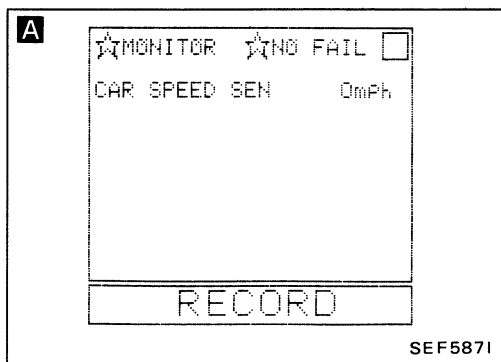 A
☆MONITOR ☆NO FAIL □
CAR SPEED SEN 0mph
RECORD
SEF587I